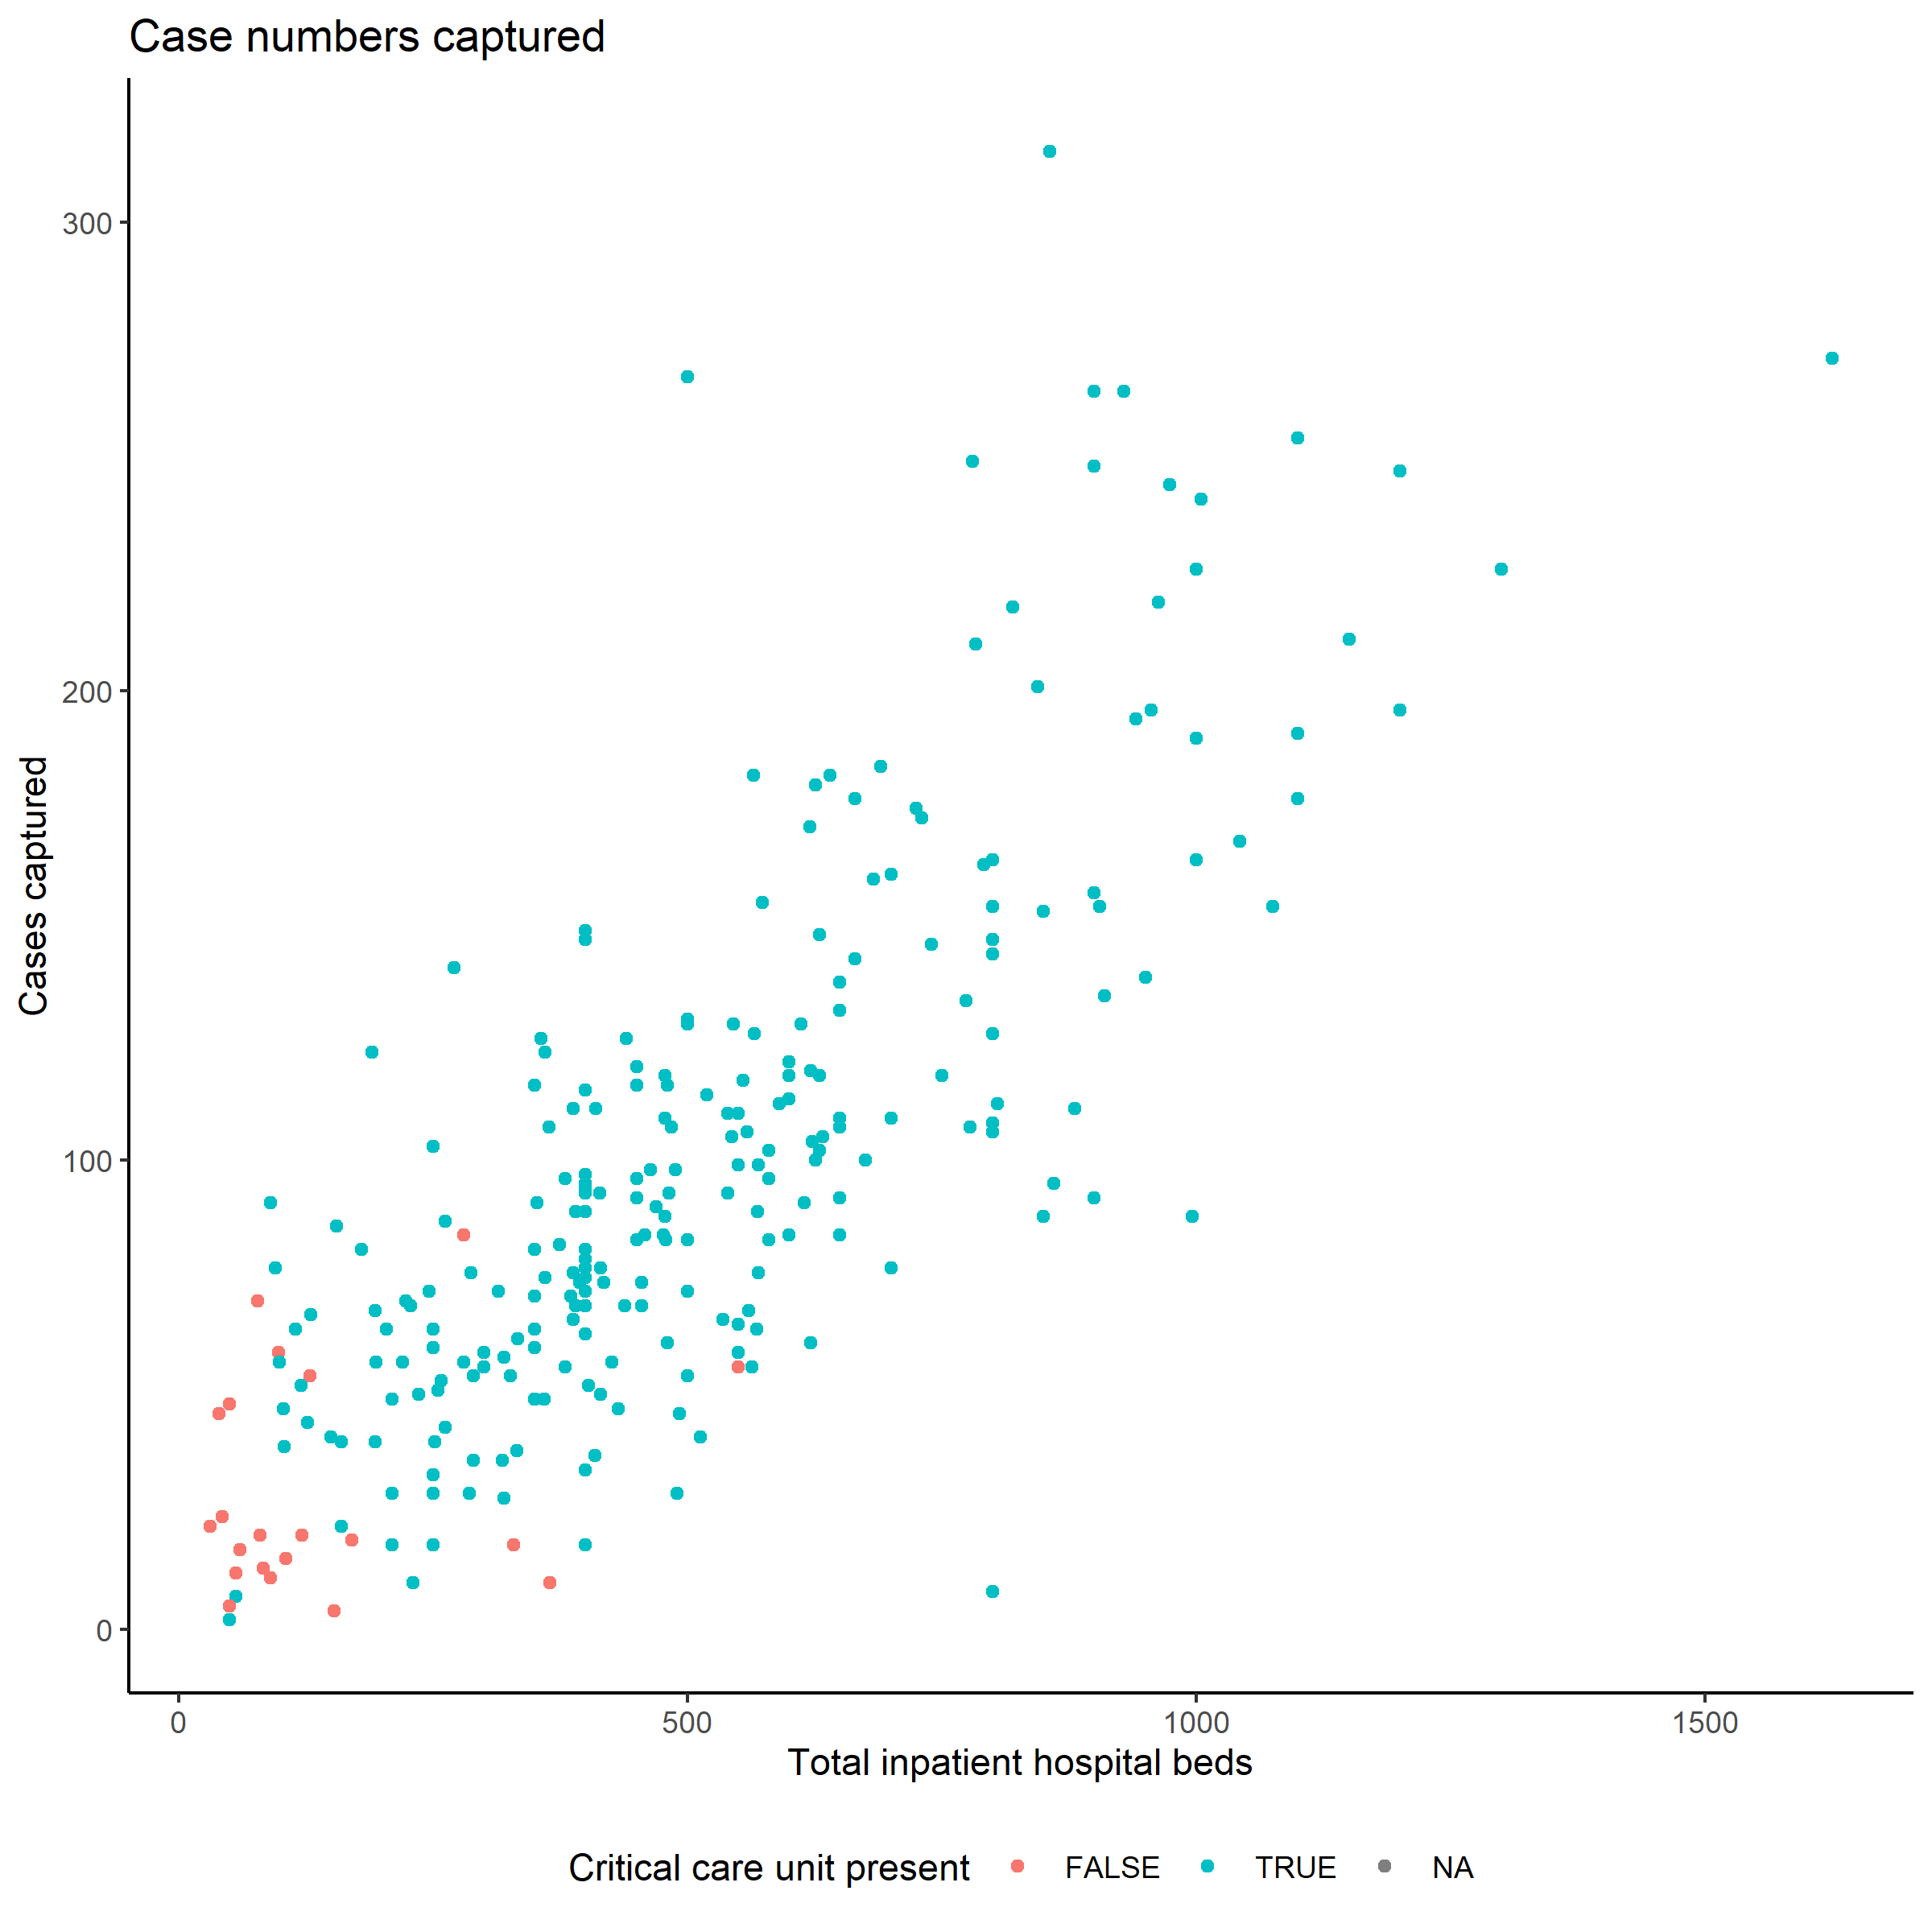 Case numbers captured
300
200
100
0
Cases captured
0 500 1000 1500
Total inpatient hospital beds
Critical care unit present FALSE TRUE NA